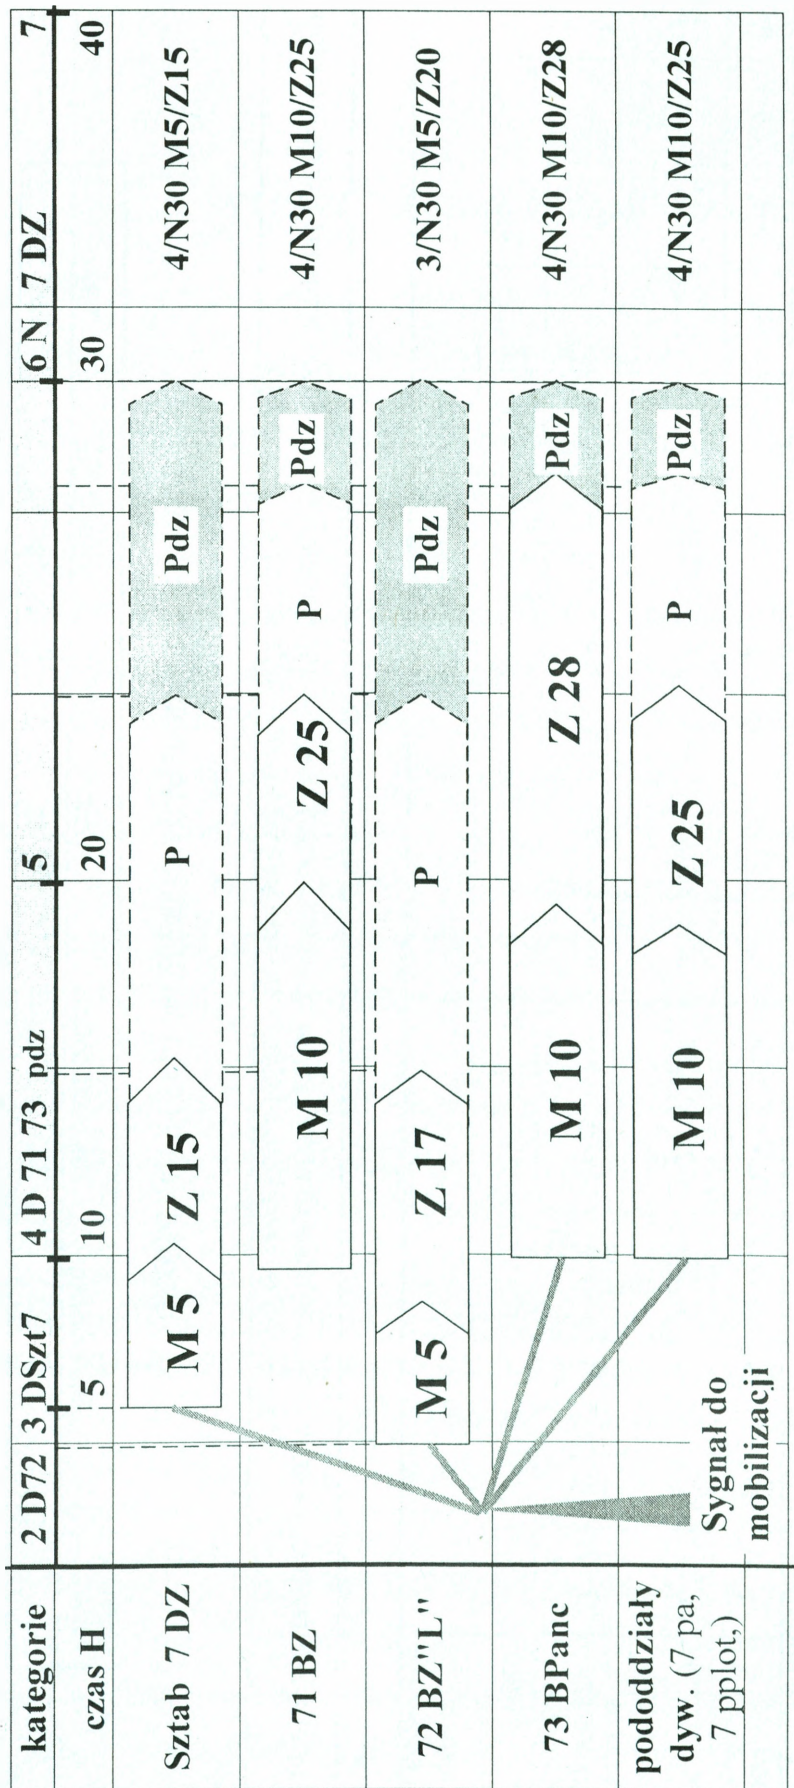 kategorie 2 D72 3 DSzt7 4 D 71 73 pdz 5 6 N 7 DZ 7
czas H 5 10 20 30 40
Sztab 7 DZ M 5 Z 15 P Pdz 4/N30 M5/Z15
71 BZ M 10 Z 25 P Pdz 4/N30 M10/Z25
72 BZ"L" M 5 Z 17 P Pdz 3/N30 M5/Z20
73 BPanc M 10 Z 28 Pdz 4/N30 M10/Z28
pododdziały
dyw. (7 pa,
7 pplot,)
M 10 Z 25 P Pdz 4/N30 M10/Z25
Sygnał do
mobilizacji